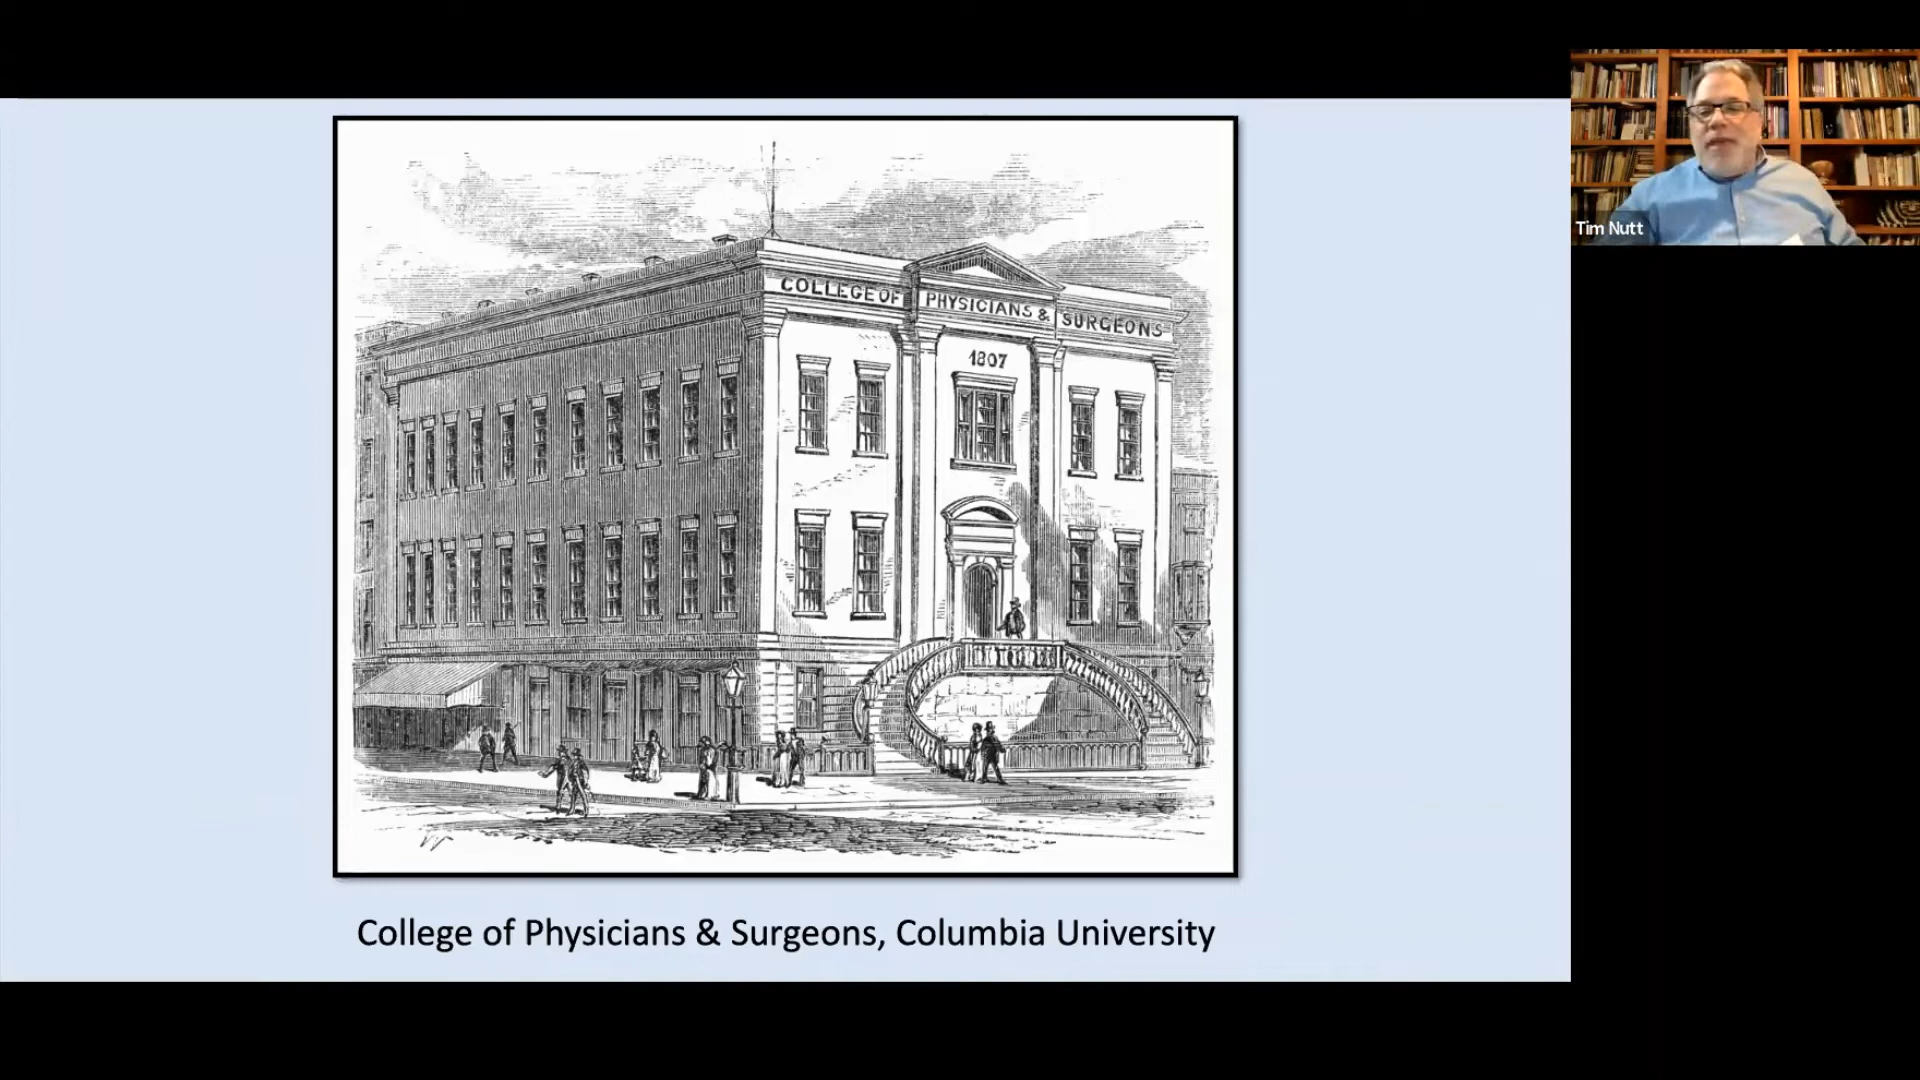 COLLEGE OF PHYSICIANS & SURGEONS
1807
College of Physicians & Surgeons, Columbia University
Tim Nutt